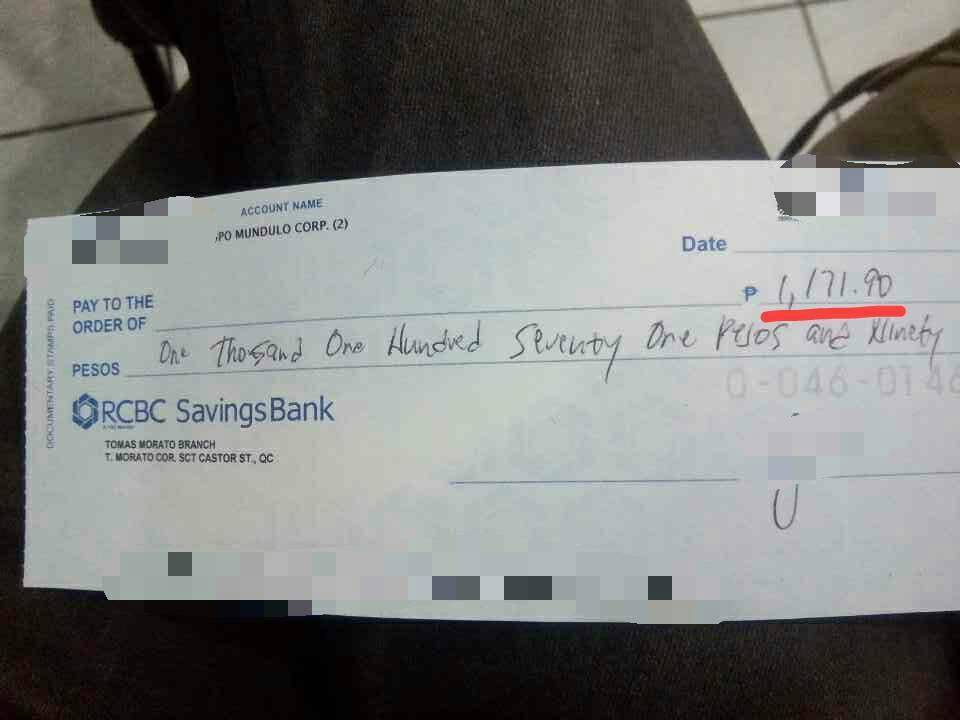 ACCOUNT NAME
PO MUNDULO CORP. (2)
Date
PAY TO THE
ORDER OF
₱ 1,171.90
PESOS One Thosand One Hundred Seventy One Pesos and Ninety
DOCUMENTARY STAMPS PAID
0-046-0146
RCBC SavingsBank
TOMAS MORATO BRANCH
T. MORATO COR. SCT CASTOR ST., QC